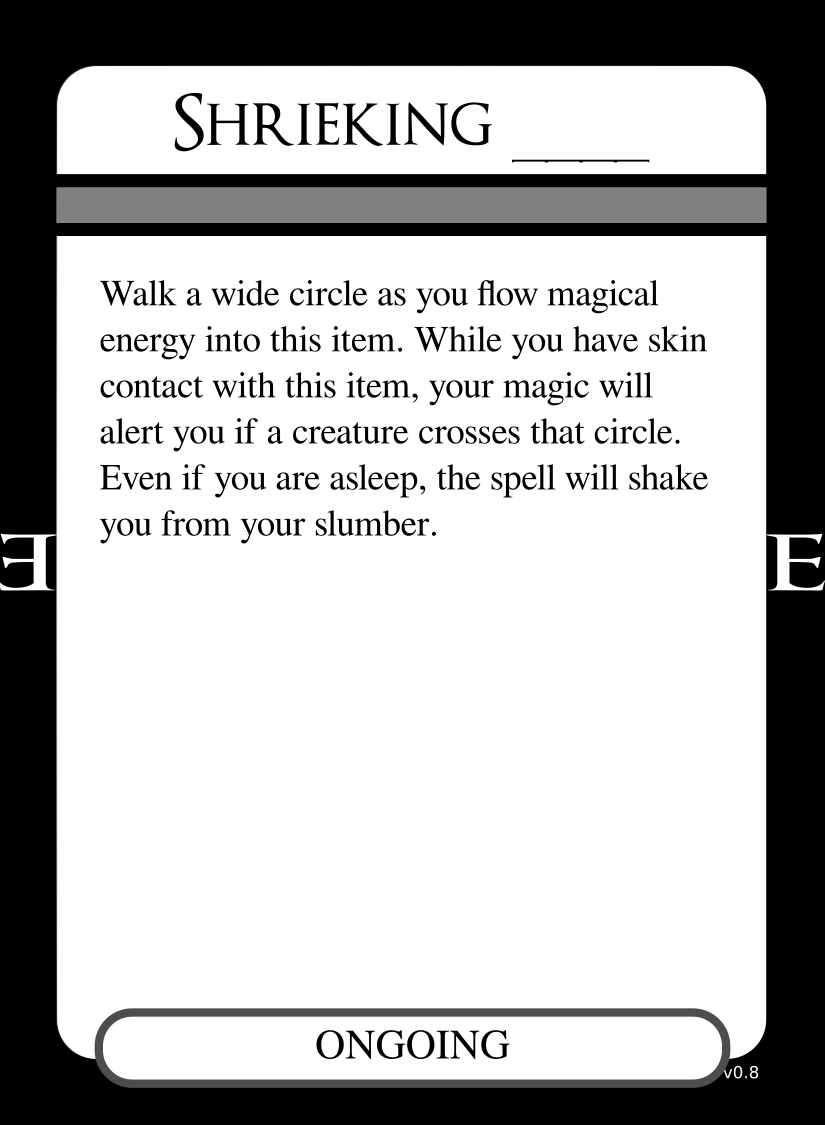 Shrieking _____
Walk a wide circle as you flow magical
energy into this item. While you have skin
contact with this item, your magic will
alert you if a creature crosses that circle.
Even if you are asleep, the spell will shake
you from your slumber.
E
E
ONGOING
v0.8